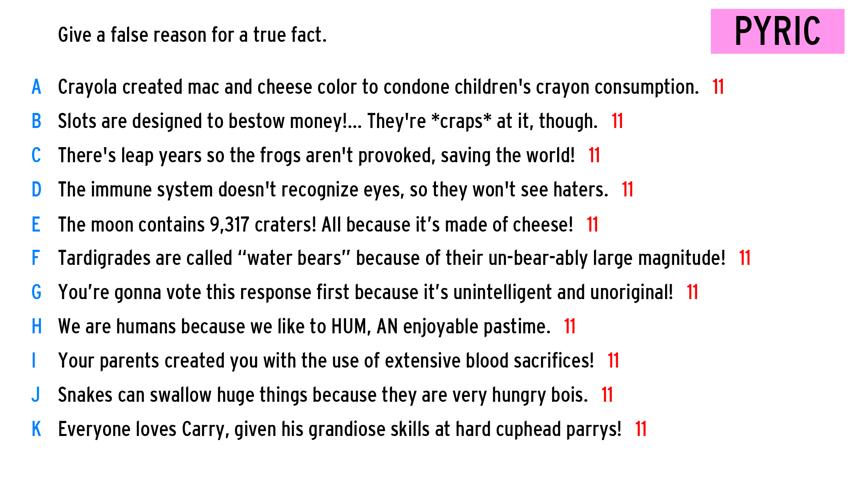 Give a false reason for a true fact.
PYRIC
A Crayola created mac and cheese color to condone children's crayon consumption. 11
B Slots are designed to bestow money!... They're *craps* at it, though. 11
C There's leap years so the frogs aren't provoked, saving the world! 11
D The immune system doesn't recognize eyes, so they won't see haters. 11
E The moon contains 9,317 craters! All because it’s made of cheese! 11
F Tardigrades are called “water bears” because of their un-bear-ably large magnitude! 11
G You’re gonna vote this response first because it’s unintelligent and unoriginal! 11
H We are humans because we like to HUM, AN enjoyable pastime. 11
I Your parents created you with the use of extensive blood sacrifices! 11
J Snakes can swallow huge things because they are very hungry bois. 11
K Everyone loves Carry, given his grandiose skills at hard cuphead parrys! 11